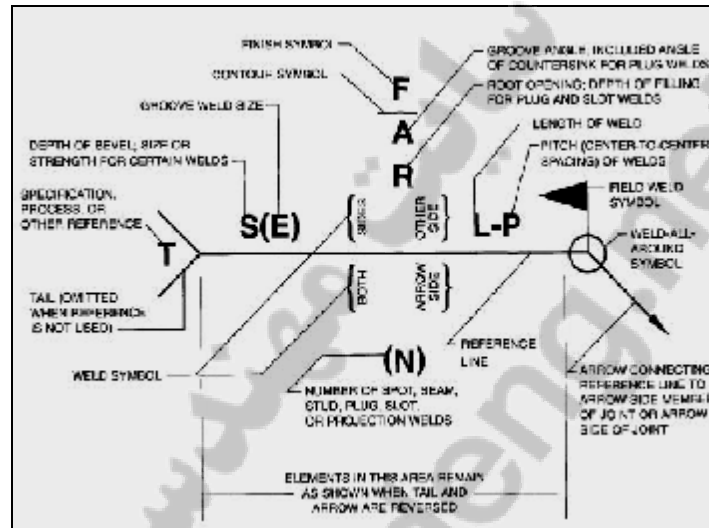 FINISH SYMBOL
CONTOUR SYMBOL
GROOVE WELD SIZE
DEPTH OF BEVEL; SIZE OR
STRENGTH FOR CERTAIN WELDS
SPECIFICATION,
PROCESS, OR
OTHER REFERENCE
F
A
R
GROOVE ANGLE; INCLUDED ANGLE
OF COUNTERSINK FOR PLUG WELDS
ROOT OPENING; DEPTH OF FILLING
FOR PLUG AND SLOT WELDS
LENGTH OF WELD
PITCH (CENTER-TO-CENTER
SPACING) OF WELDS
FIELD WELD
SYMBOL
T
S(E)
SIDES
OTHER
SIDE
L-P
WELD-ALL-
AROUND
SYMBOL
TAIL (OMITTED
WHEN REFERENCE
IS NOT USED)
BOTH
ARROW
SIDE
REFERENCE
LINE
WELD SYMBOL
(N)
NUMBER OF SPOT, SEAM,
STUD, PLUG, SLOT,
OR PROJECTION WELDS
ARROW CONNECTING
REFERENCE LINE TO
ARROW SIDE MEMBER
OF JOINT OR ARROW
SIDE OF JOINT
ELEMENTS IN THIS AREA REMAIN
AS SHOWN WHEN TAIL AND
ARROW ARE REVERSED